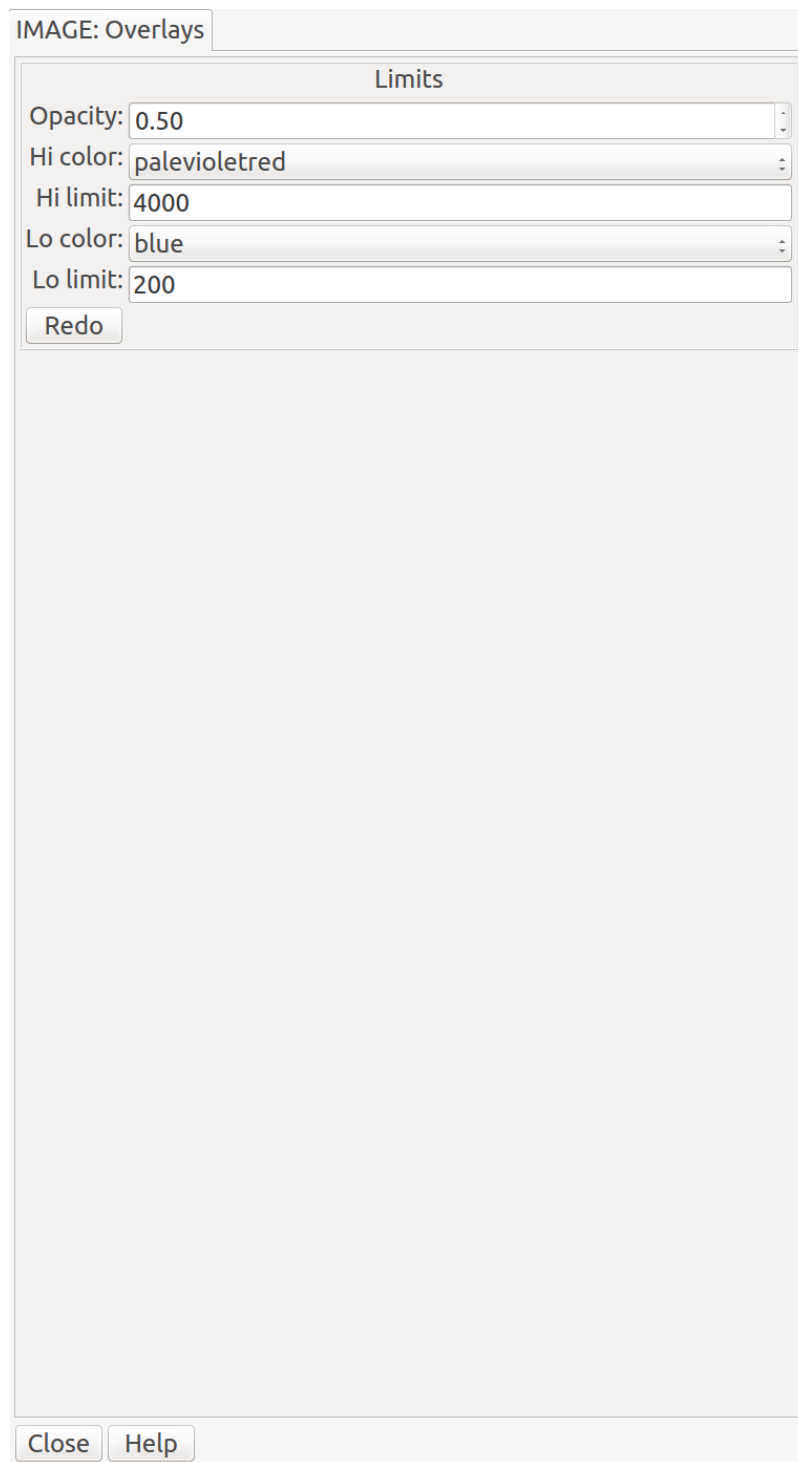 IMAGE: Overlays
Limits
Opacity: 0.50
Hi color: palevioletred
Hi limit: 4000
Lo color: blue
Lo limit: 200
Redo
Close Help